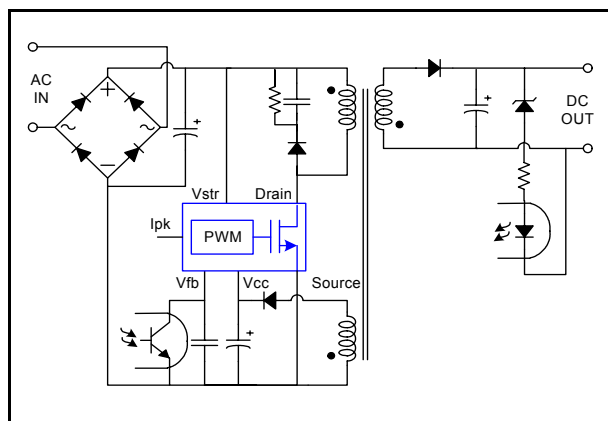 AC
IN
+
~
~
−
+
+
DC
OUT
Vstr
Drain
Ipk
PWM
Vfb
Vcc
Source
+